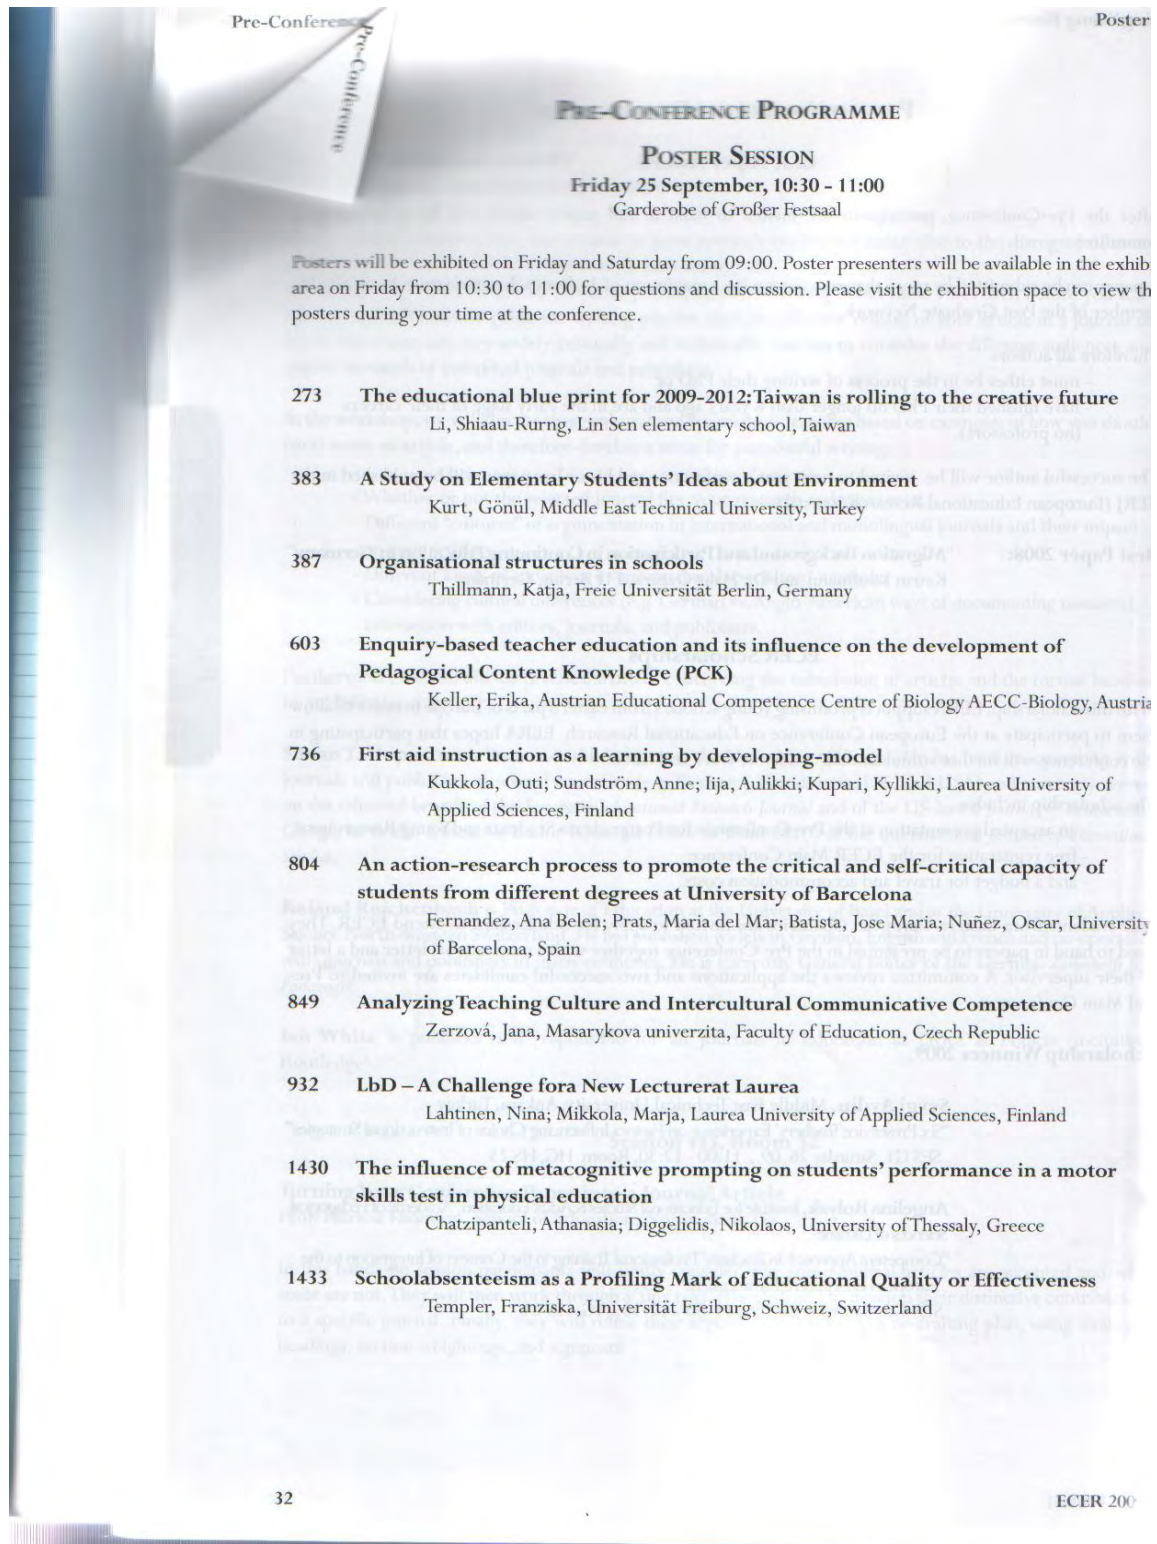 Pre-Conference
Poster
Pre-Conference
PRE-CONFERENCE PROGRAMME
POSTER SESSION
Friday 25 September, 10:30 - 11:00
Garderobe of Großer Festsaal
Posters will be exhibited on Friday and Saturday from 09:00. Poster presenters will be available in the exhib
area on Friday from 10:30 to 11:00 for questions and discussion. Please visit the exhibition space to view th
posters during your time at the conference.
273 The educational blue print for 2009-2012: Taiwan is rolling to the creative future
Li, Shiaau-Rurng, Lin Sen elementary school, Taiwan
383 A Study on Elementary Students' Ideas about Environment
Kurt, Gönül, Middle East Technical University, Turkey
387 Organisational structures in schools
Thillmann, Katja, Freie Universität Berlin, Germany
603 Enquiry-based teacher education and its influence on the development of
Pedagogical Content Knowledge (PCK)
Keller, Erika, Austrian Educational Competence Centre of Biology AECC-Biology, Austria
736 First aid instruction as a learning by developing-model
Kukkola, Outi; Sundström, Anne; Iija, Aulikki; Kupari, Kyllikki, Laurea University of
Applied Sciences, Finland
804 An action-research process to promote the critical and self-critical capacity of
students from different degrees at University of Barcelona
Fernandez, Ana Belen; Prats, Maria del Mar; Batista, Jose Maria; Nuñez, Oscar, University
of Barcelona, Spain
849 Analyzing Teaching Culture and Intercultural Communicative Competence
Zerzová, Jana, Masarykova univerzita, Faculty of Education, Czech Republic
932 LbD – A Challenge fora New Lecturerat Laurea
Lahtinen, Nina; Mikkola, Marja, Laurea University of Applied Sciences, Finland
1430 The influence of metacognitive prompting on students' performance in a motor
skills test in physical education
Chatzipanteli, Athanasia; Diggelidis, Nikolaos, University of Thessaly, Greece
1433 Schoolabsenteeism as a Profiling Mark of Educational Quality or Effectiveness
Templer, Franziska, Universität Freiburg, Schweiz, Switzerland
32
ECER 200